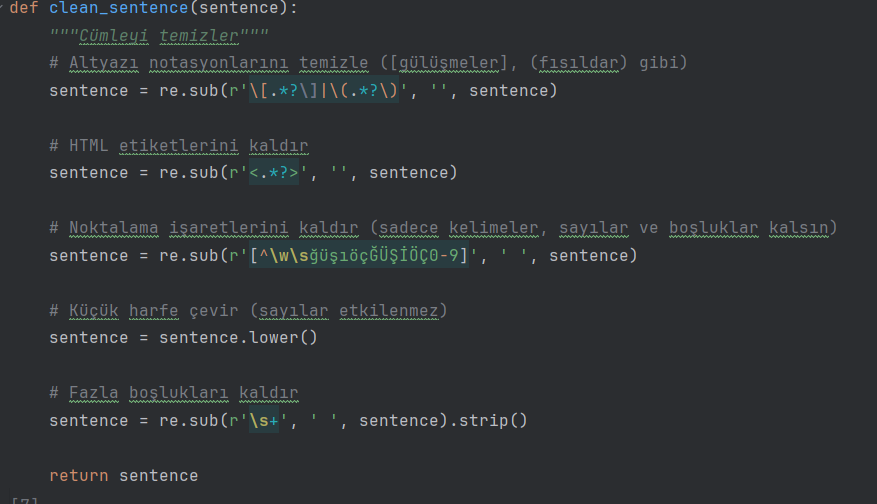 def clean_sentence(sentence):
"""Cümleyi temizler"""
# Altyazı notasyonlarını temizle ([gülüşmeler], (fısıldar) gibi)
sentence = re.sub(r'\[.*?\]|\(.*?\)', '', sentence)
# HTML etiketlerini kaldır
sentence = re.sub(r'<.*?>', '', sentence)
# Noktalama işaretlerini kaldır (sadece kelimeler, sayılar ve boşluklar kalsın)
sentence = re.sub(r'[^\w\sğüşıöçĞÜŞİÖÇ0-9]', ' ', sentence)
# Küçük harfe çevir (sayılar etkilenmez)
sentence = sentence.lower()
# Fazla boşlukları kaldır
sentence = re.sub(r'\s+', ' ', sentence).strip()
return sentence
[7]